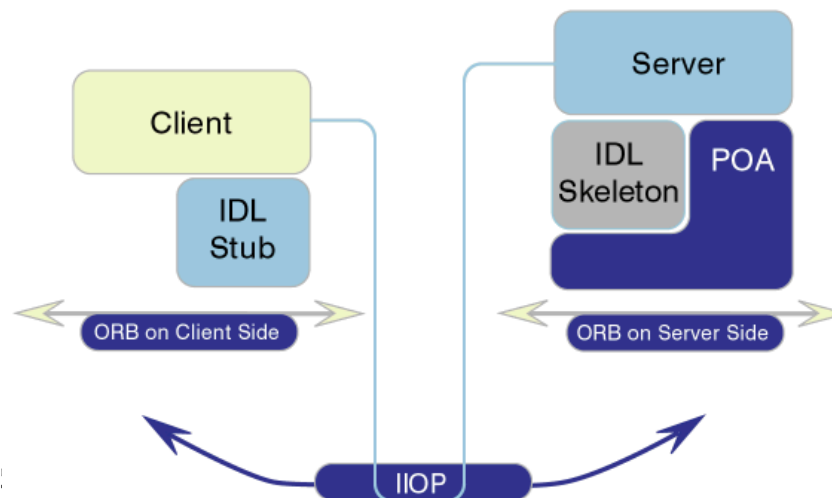 Client
IDL
Stub
ORB on Client Side
Server
IDL
Skeleton
POA
ORB on Server Side
IIOP